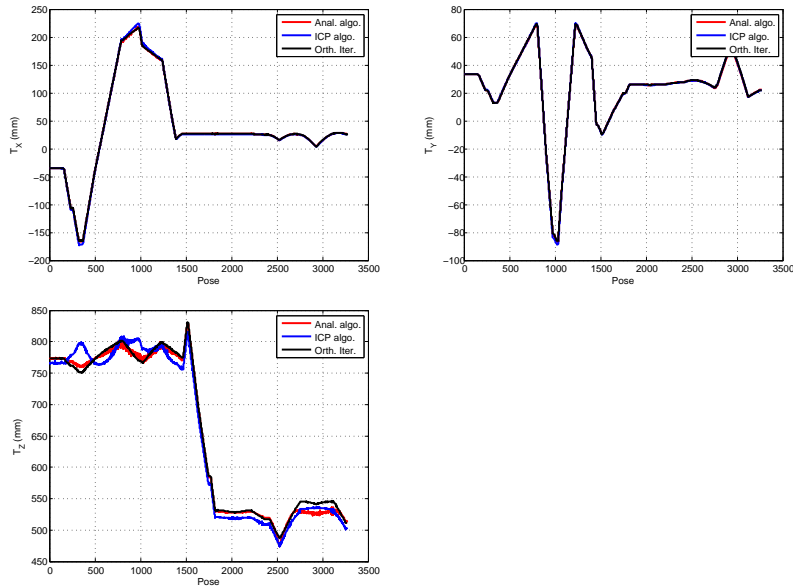 250
200
150
100
50
0
−50
−100
−150
−200
0 500 1000 1500 2000 2500 3000 3500
Pose
T_X (mm)
Anal. algo.
ICP algo.
Orth. Iter.
80
60
40
20
0
−20
−40
−60
−80
−100
0 500 1000 1500 2000 2500 3000 3500
Pose
T_Y (mm)
Anal. algo.
ICP algo.
Orth. Iter.
850
800
750
700
650
600
550
500
450
0 500 1000 1500 2000 2500 3000 3500
Pose
T_Z (mm)
Anal. algo.
ICP algo.
Orth. Iter.